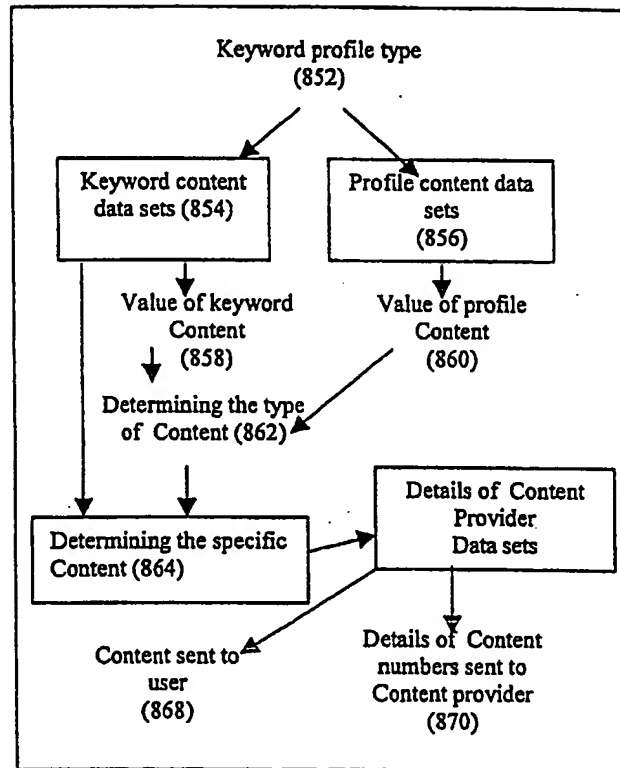 Keyword profile type
(852)
Keyword content
data sets (854)
Profile content data
sets
(856)
Value of keyword
Content
(858)
Value of profile
Content
(860)
Determining the type
of Content (862)
Determining the specific
Content (864)
Details of Content
Provider
Data sets
Content sent to
user
(868)
Details of Content
numbers sent to
Content provider
(870)